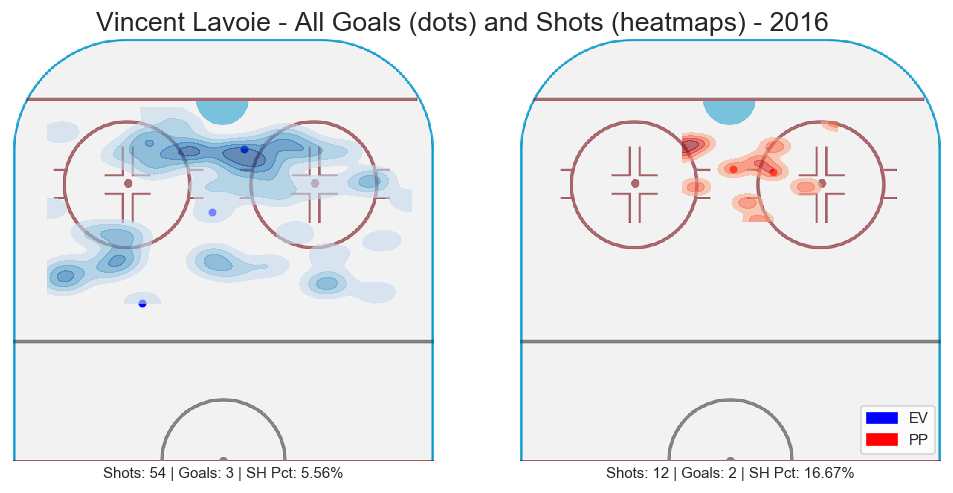 Vincent Lavoie - All Goals (dots) and Shots (heatmaps) - 2016
EV
PP
Shots: 54 | Goals: 3 | SH Pct: 5.56%
Shots: 12 | Goals: 2 | SH Pct: 16.67%